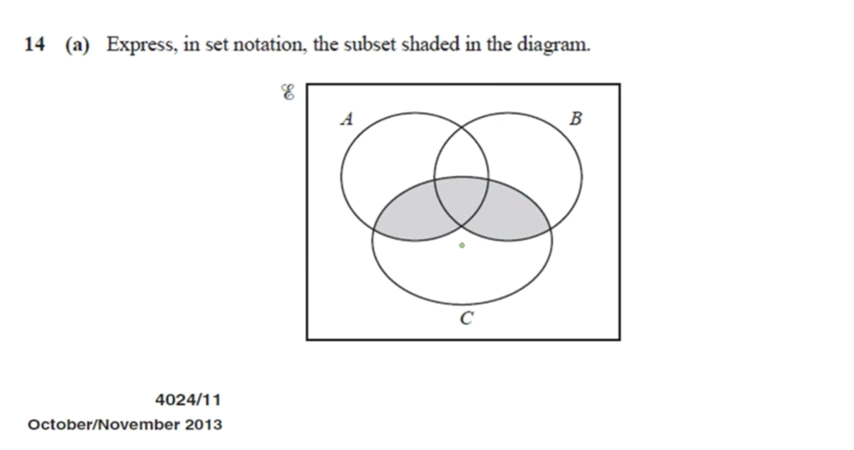 14 (a) Express, in set notation, the subset shaded in the diagram.
ℰ
A
B
C
4024/11
October/November 2013